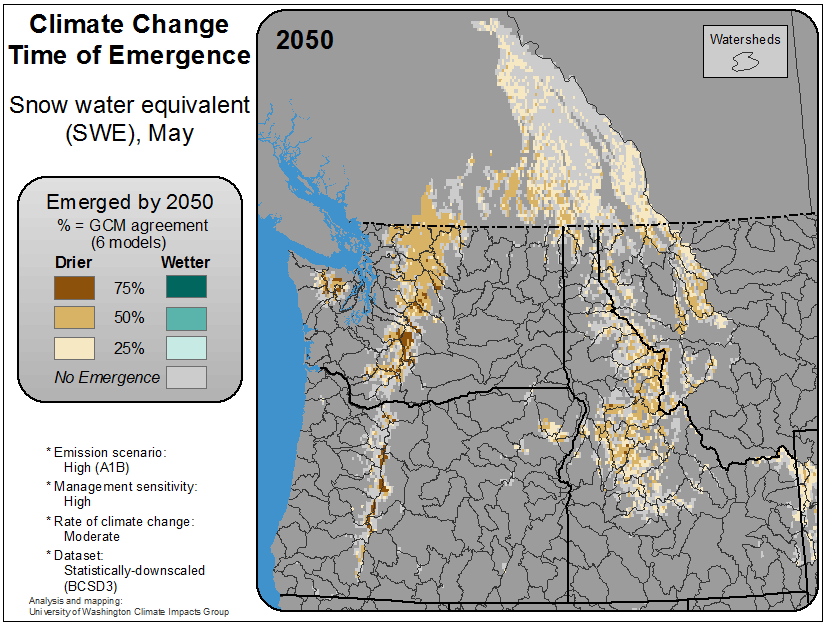 Climate Change
Time of Emergence
Snow water equivalent
(SWE), May
Emerged by 2050
% = GCM agreement
(6 models)
Drier Wetter
75%
50%
25%
No Emergence
* Emission scenario:
High (A1B)
* Management sensitivity:
High
* Rate of climate change:
Moderate
* Dataset:
Statistically-downscaled
(BCSD3)
Analysis and mapping:
University of Washington Climate Impacts Group
2050
Watersheds